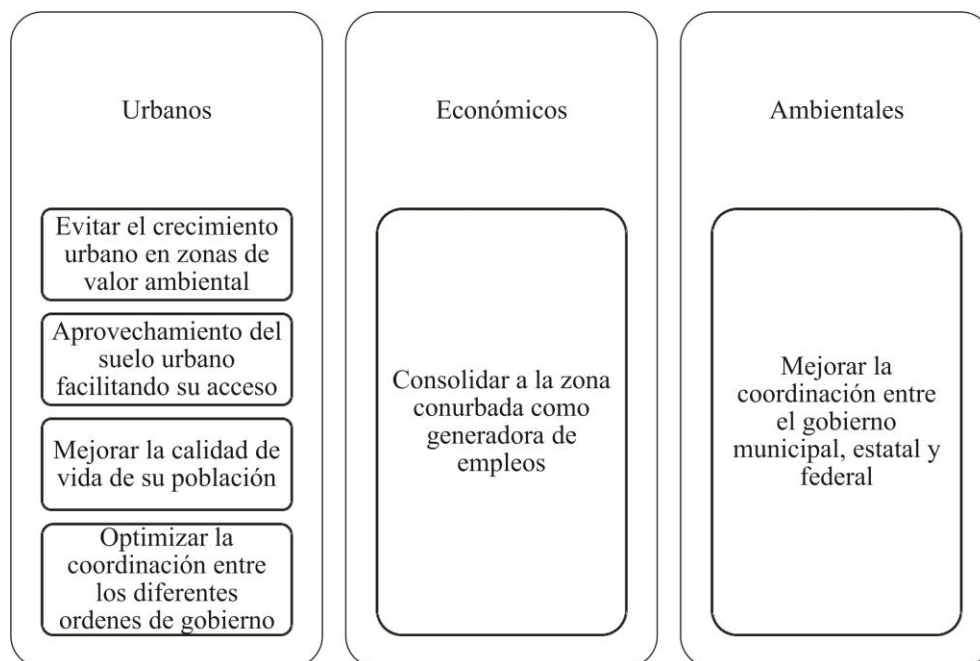 Urbanos
Evitar el crecimiento
urbano en zonas de
valor ambiental
Aprovechamiento del
suelo urbano
facilitando su acceso
Mejorar la calidad de
vida de su población
Optimizar la
coordinación entre
los diferentes
ordenes de gobierno
Económicos
Consolidar a la zona
conurbada como
generadora de
empleos
Ambientales
Mejorar la
coordinación entre
el gobierno
municipal, estatal y
federal